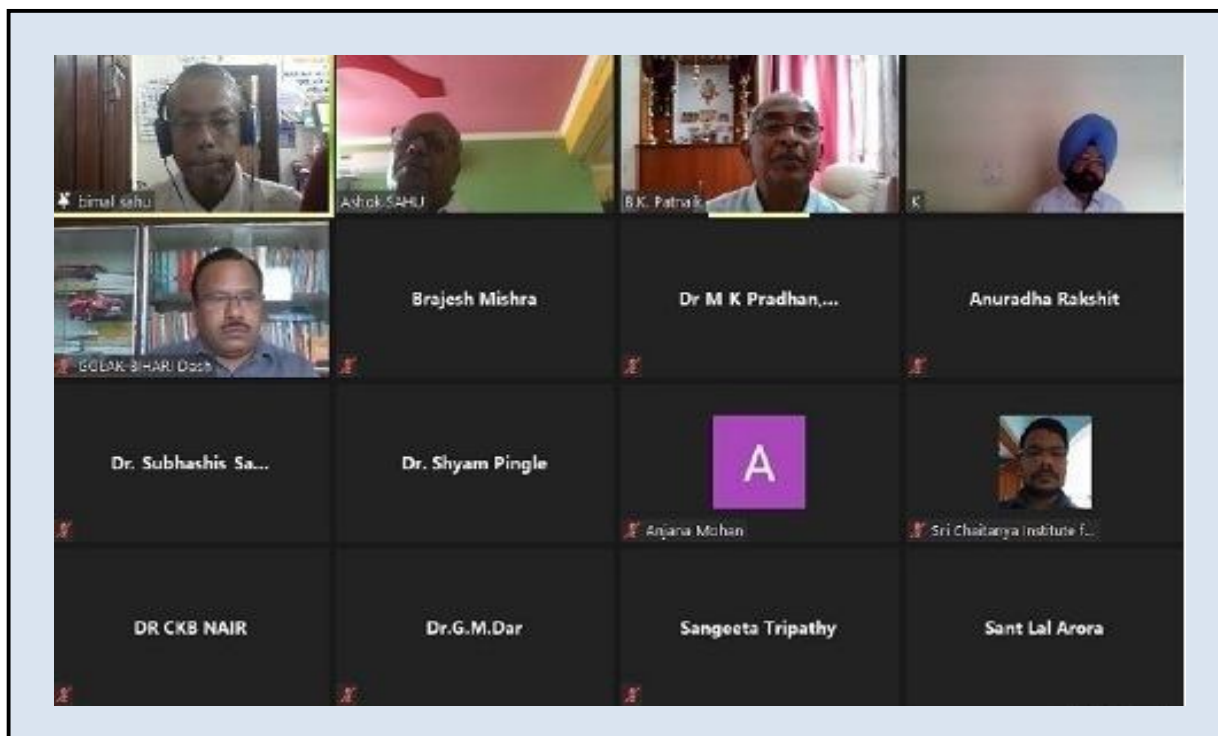 bimal sahu
Ashok SAHU
B.K. Patnaik
K
GOLAK BIHARI Dash
Brajesh Mishra
Dr M K Pradhan,...
Anuradha Rakshit
Dr. Subhashis Sa...
Dr. Shyam Pingle
A
Anjana Mohan
Sri Chaitanya Institute f...
DR CKB NAIR
Dr.G.M.Dar
Sangeeta Tripathy
Sant Lal Arora